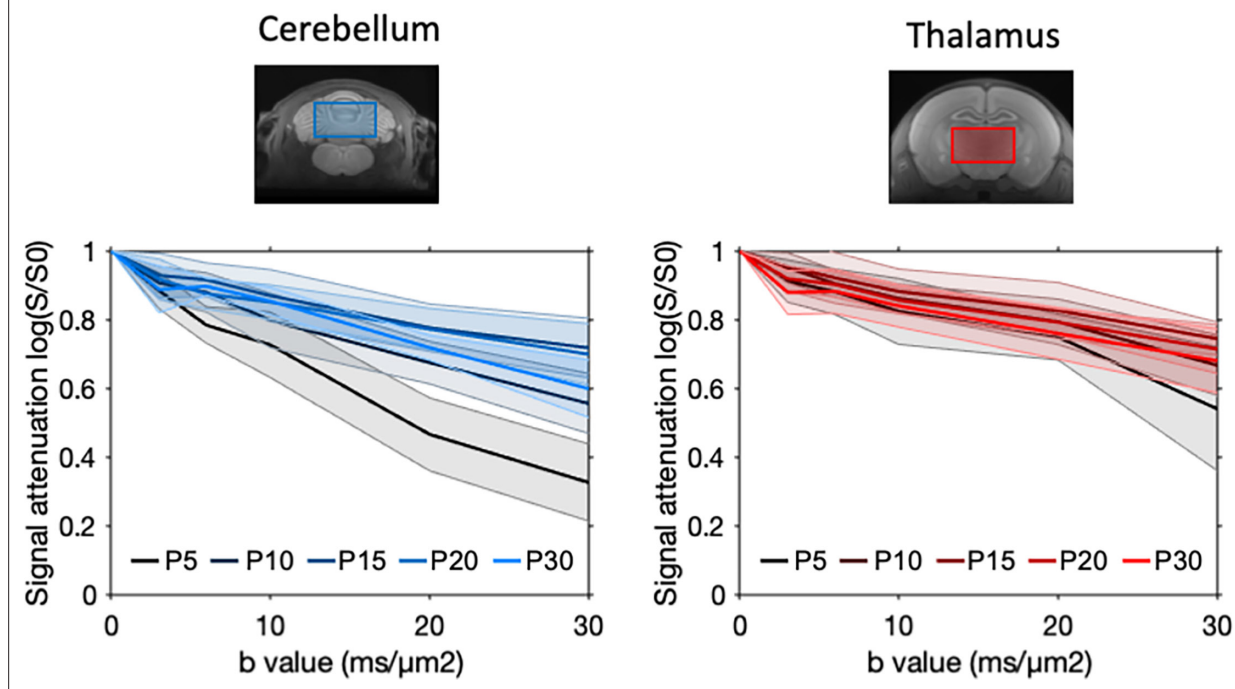 Cerebellum
Signal attenuation log(S/S0)
1
0.8
0.6
0.4
0.2
0
P5 P10 P15 P20 P30
0 10 20 30
b value (ms/µm2)
Thalamus
Signal attenuation log(S/S0)
1
0.8
0.6
0.4
0.2
0
P5 P10 P15 P20 P30
0 10 20 30
b value (ms/µm2)